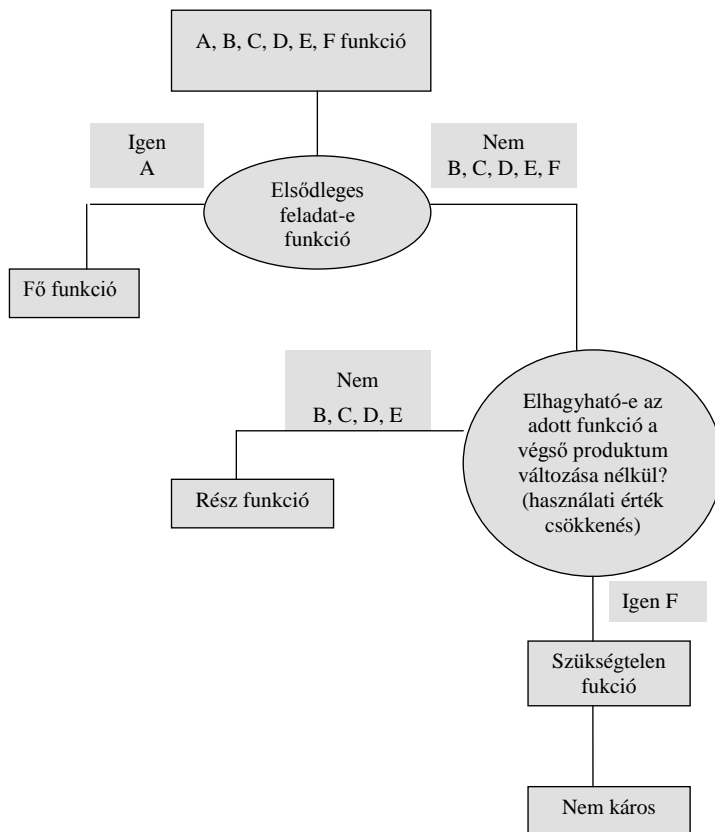 A, B, C, D, E, F funkció
Igen
A
Nem
B, C, D, E, F
Elsődleges
feladat-e
funkció
Fő funkció
Nem
B, C, D, E
Elhagyható-e az
adott funkció a
végső produktum
változása nélkül?
(használati érték
csökkenés)
Rész funkció
Igen F
Szükségtelen
fukció
Nem káros